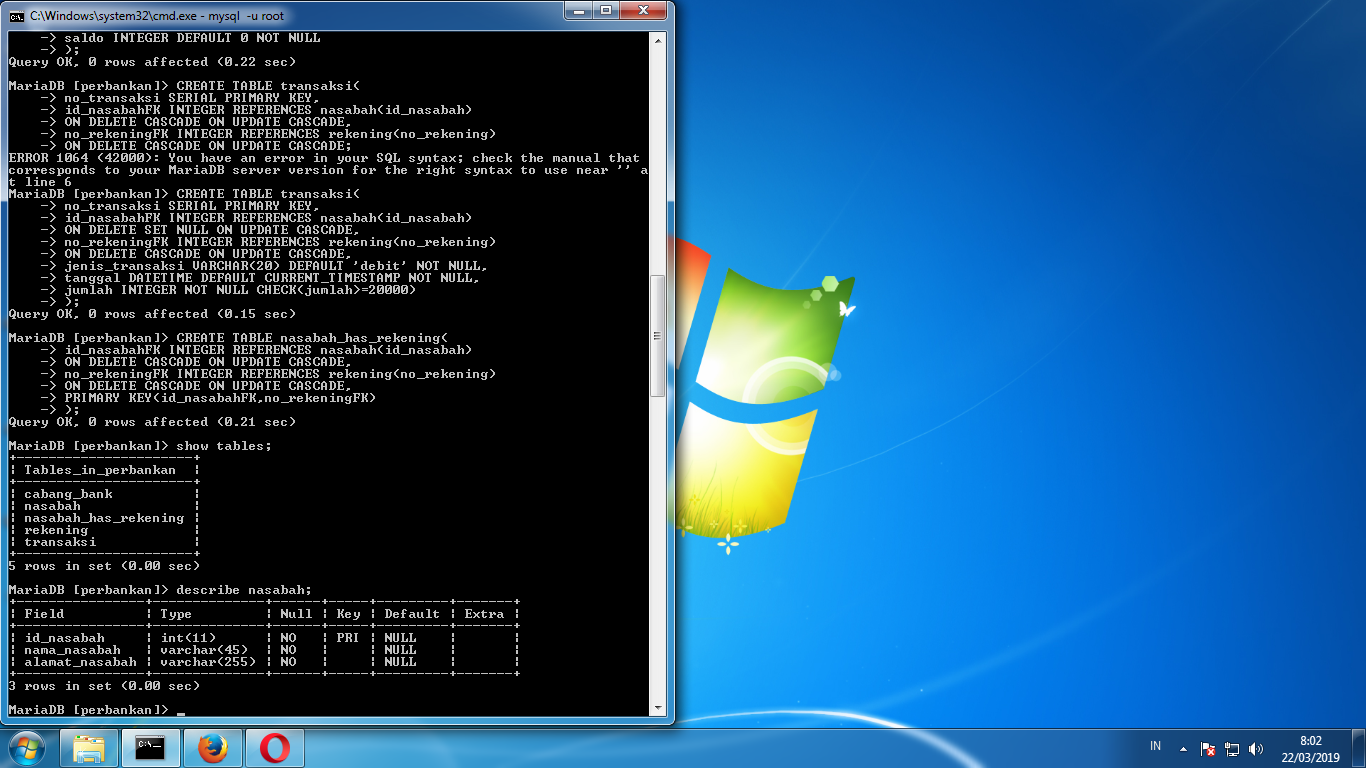 C:\Windows\system32\cmd.exe - mysql  -u root
    -> saldo INTEGER DEFAULT 0 NOT NULL
    -> );
Query OK, 0 rows affected (0.22 sec)
MariaDB [perbankan]> CREATE TABLE transaksi(
    -> no_transaksi SERIAL PRIMARY KEY,
    -> id_nasabahFK INTEGER REFERENCES nasabah(id_nasabah)
    -> ON DELETE CASCADE ON UPDATE CASCADE,
    -> no_rekeningFK INTEGER REFERENCES rekening(no_rekening)
    -> ON DELETE CASCADE ON UPDATE CASCADE;
ERROR 1064 (42000): You have an error in your SQL syntax; check the manual that
corresponds to your MariaDB server version for the right syntax to use near '' a
t line 6
MariaDB [perbankan]> CREATE TABLE transaksi(
    -> no_transaksi SERIAL PRIMARY KEY,
    -> id_nasabahFK INTEGER REFERENCES nasabah(id_nasabah)
    -> ON DELETE SET NULL ON UPDATE CASCADE,
    -> no_rekeningFK INTEGER REFERENCES rekening(no_rekening)
    -> ON DELETE CASCADE ON UPDATE CASCADE,
    -> jenis_transaksi VARCHAR(20) DEFAULT 'debit' NOT NULL,
    -> tanggal DATETIME DEFAULT CURRENT_TIMESTAMP NOT NULL,
    -> jumlah INTEGER NOT NULL CHECK(jumlah>=20000)
    -> );
Query OK, 0 rows affected (0.15 sec)
MariaDB [perbankan]> CREATE TABLE nasabah_has_rekening(
    -> id_nasabahFK INTEGER REFERENCES nasabah(id_nasabah)
    -> ON DELETE CASCADE ON UPDATE CASCADE,
    -> no_rekeningFK INTEGER REFERENCES rekening(no_rekening)
    -> ON DELETE CASCADE ON UPDATE CASCADE,
    -> PRIMARY KEY(id_nasabahFK,no_rekeningFK)
    -> );
Query OK, 0 rows affected (0.21 sec)
MariaDB [perbankan]> show tables;
+----------------------+
| Tables_in_perbankan  |
+----------------------+
| cabang_bank          |
| nasabah              |
| nasabah_has_rekening |
| rekening             |
| transaksi            |
+----------------------+
5 rows in set (0.00 sec)
MariaDB [perbankan]> describe nasabah;
+----------------+--------------+------+-----+---------+-------+
| Field          | Type         | Null | Key | Default | Extra |
+----------------+--------------+------+-----+---------+-------+
| id_nasabah     | int(11)      | NO   | PRI | NULL    |       |
| nama_nasabah   | varchar(45)  | NO   |     | NULL    |       |
| alamat_nasabah | varchar(255) | NO   |     | NULL    |       |
+----------------+--------------+------+-----+---------+-------+
3 rows in set (0.00 sec)
MariaDB [perbankan]> _
IN
8:02
22/03/2019